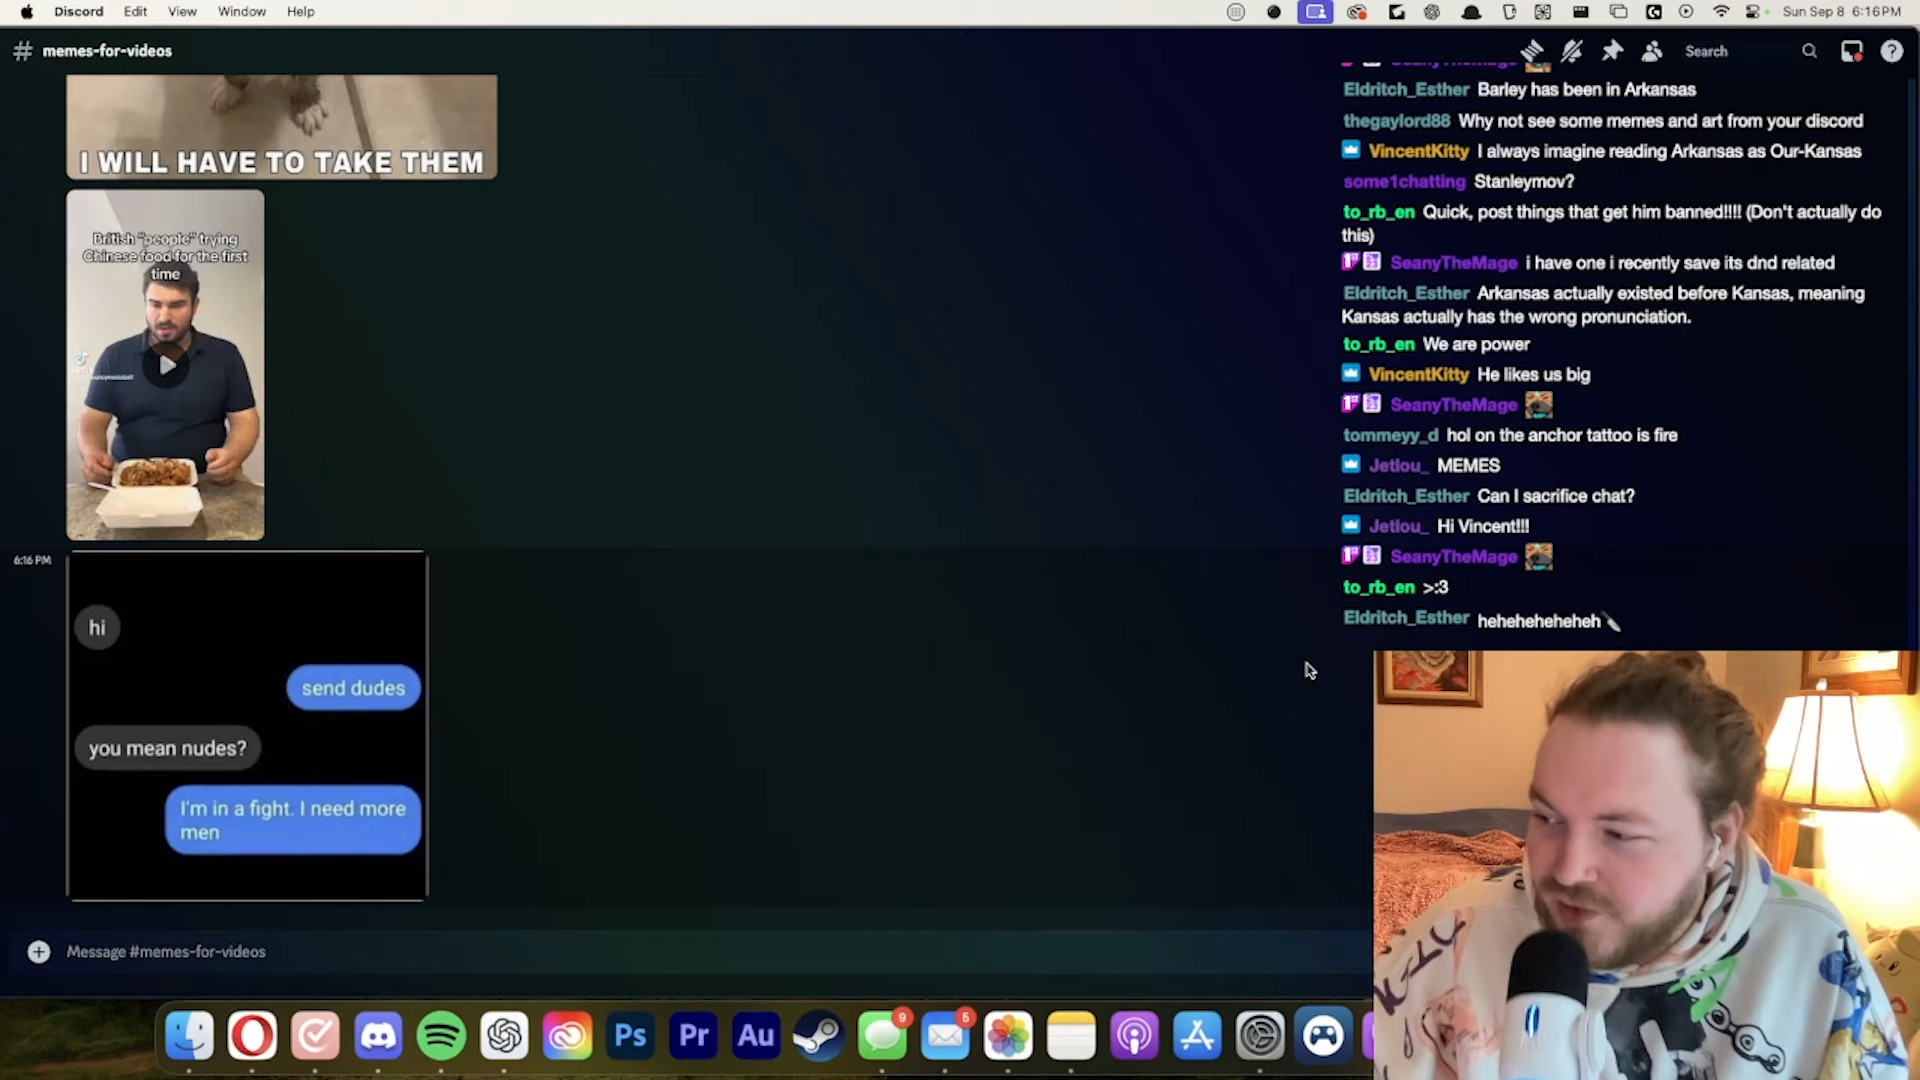 Discord Edit View Window Help
Sun Sep 8 6:16 PM
# memes-for-videos
Search
I WILL HAVE TO TAKE THEM
British "people" trying
Chinese food for the first
time
6:16 PM
hi
send dudes
you mean nudes?
I'm in a fight. I need more
men
Message #memes-for-videos
SeanyTheMage
Eldritch_Esther Barley has been in Arkansas
thegaylord88 Why not see some memes and art from your discord
VincentKitty I always imagine reading Arkansas as Our-Kansas
some1chatting Stanleymov?
to_rb_en Quick, post things that get him banned!!!! (Don't actually do
this)
1ST SeanyTheMage i have one i recently save its dnd related
Eldritch_Esther Arkansas actually existed before Kansas, meaning
Kansas actually has the wrong pronunciation.
to_rb_en We are power
VincentKitty He likes us big
1ST SeanyTheMage
tommeyy_d hol on the anchor tattoo is fire
Jetlou_ MEMES
Eldritch_Esther Can I sacrifice chat?
Jetlou_ Hi Vincent!!!
1ST SeanyTheMage
to_rb_en >:3
Eldritch_Esther heheheheheheh
Ps Pr Au
9 5